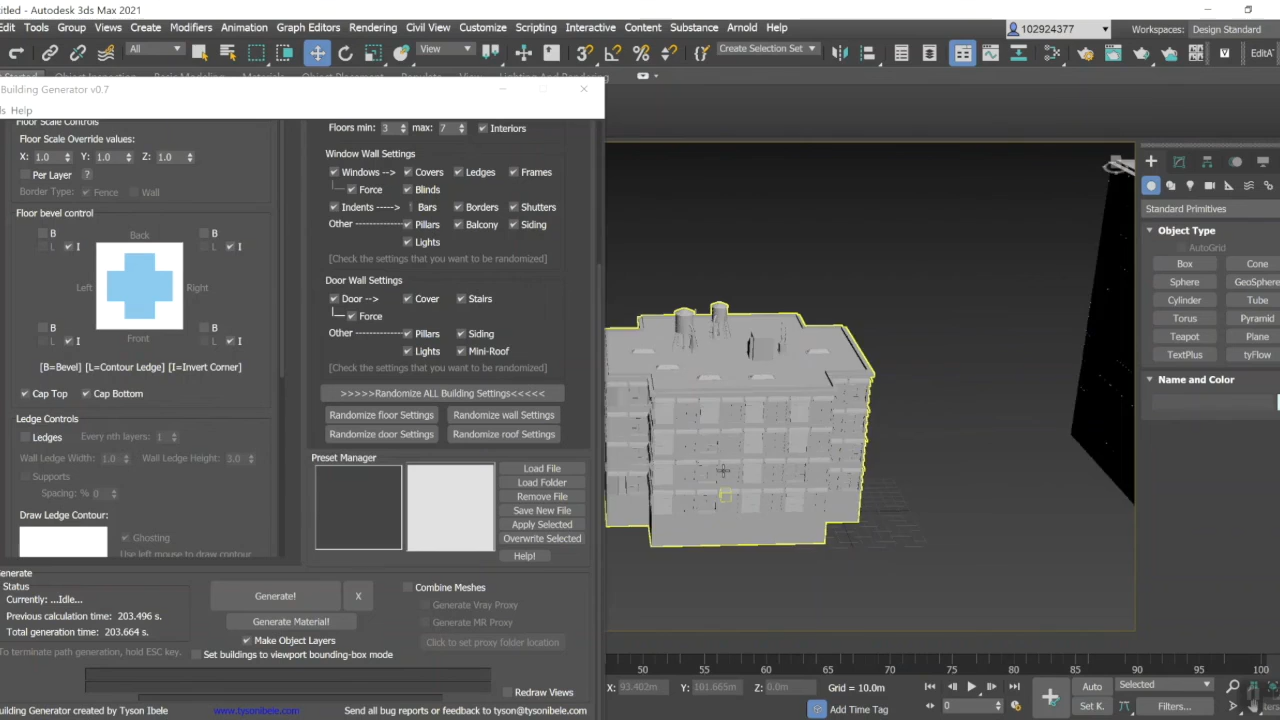 ntitled - Autodesk 3ds Max 2021
Edit Tools Group Views Create Modifiers Animation Graph Editors Rendering Civil View Customize Scripting Interactive Content Substance Arnold Help
102924377 Workspaces: Design Standard
All View Create Selection Set EditA
Building Generator v0.7
ls Help
Floor Scale Controls
Floor Scale Override values:
X: 1.0 Y: 1.0 Z: 1.0
Per Layer ?
Border Type: Fence Wall
Floor bevel control
B Back B
L I L I
Left Right
B B
L I Front L I
[B=Bevel] [L=Contour Ledge] [I=Invert Corner]
Cap Top Cap Bottom
Ledge Controls
Ledges Every nth layers: 1
Wall Ledge Width: 1.0 Wall Ledge Height: 3.0
Supports
Spacing: % 0
Draw Ledge Contour:
Ghosting
Use left mouse to draw contour
Floors min: 3 max: 7 Interiors
Window Wall Settings
Windows --> Covers Ledges Frames
Force Blinds
Indents -----> Bars Borders Shutters
Other --------------- Pillars Balcony Siding
Lights
[Check the settings that you want to be randomized]
Door Wall Settings
Door --> Cover Stairs
Force
Other --------------- Pillars Siding
Lights Mini-Roof
[Check the settings that you want to be randomized]
>>>>>Randomize ALL Building Settings<<<<<
Randomize floor Settings Randomize wall Settings
Randomize door Settings Randomize roof Settings
Preset Manager
Load File
Load Folder
Remove File
Save New File
Apply Selected
Overwrite Selected
Help!
Generate
Status
Currently: ...Idle...
Previous calculation time: 203.496 s.
Total generation time: 203.664 s.
To terminate path generation, hold ESC key.
Generate! X
Generate Material!
Make Object Layers
Set buildings to viewport bounding-box mode
Combine Meshes
Generate Vray Proxy
Generate MR Proxy
Click to set proxy folder location
Redraw Views
uilding Generator created by Tyson Ibele www.tysonibele.com Send all bug reports or feedback to tyson@tysonibele.com
Standard Primitives
Object Type
AutoGrid
Box Cone
Sphere GeoSphere
Cylinder Tube
Torus Pyramid
Teapot Plane
TextPlus tyFlow
Name and Color
50 55 60 65 70 75 80 85 90 95 100
X: 93.402m Y: 101.665m Z: 0.0m Grid = 10.0m
Add Time Tag
Auto Selected
0 Set K. Filters...